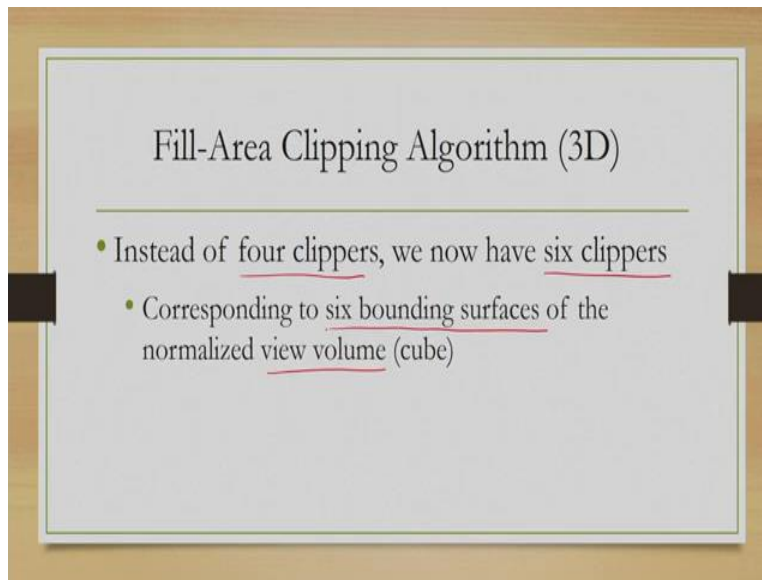 Fill-Area Clipping Algorithm (3D)
• Instead of four clippers, we now have six clippers
• Corresponding to six bounding surfaces of the
normalized view volume (cube)